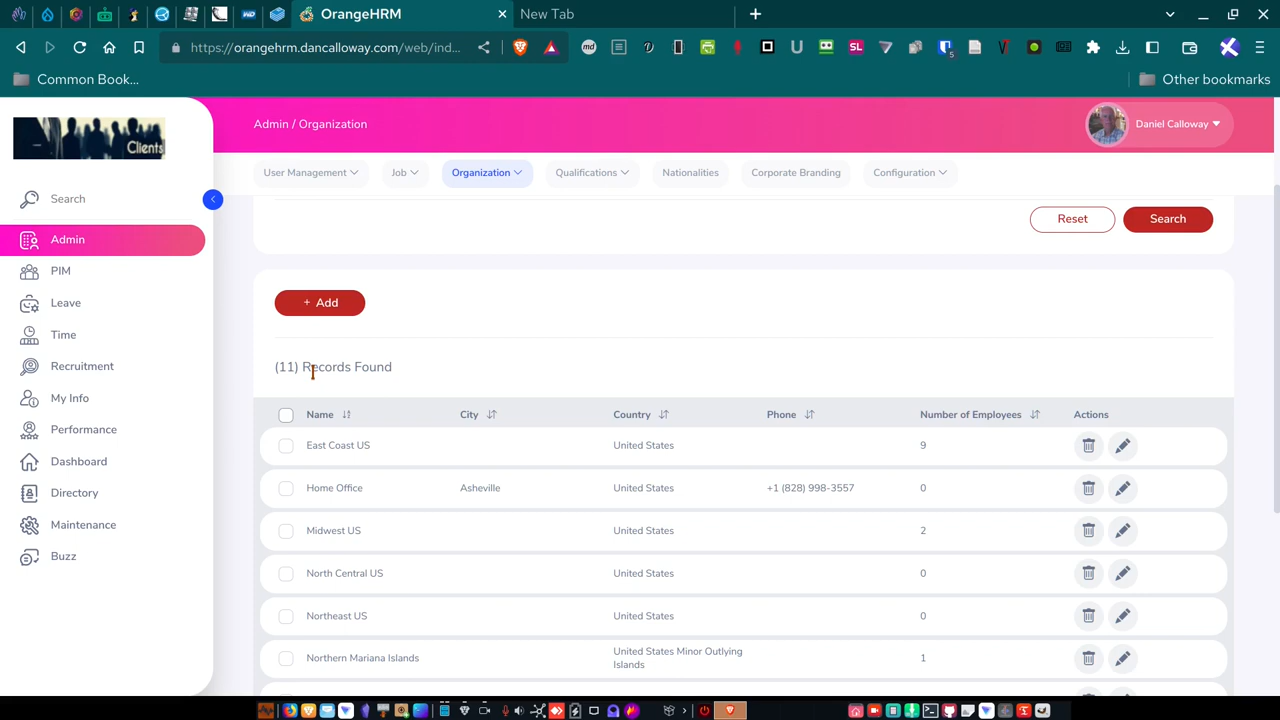 OrangeHRM
New Tab
https://orangehrm.dancalloway.com/web/ind...
Common Book...
Other bookmarks
Clients
Admin / Organization
Daniel Calloway
User Management
Job
Organization
Qualifications
Nationalities
Corporate Branding
Configuration
Search
Admin
PIM
Leave
Time
Recruitment
My Info
Performance
Dashboard
Directory
Maintenance
Buzz
Reset
Search
+ Add
(11) Records Found
Name City Country Phone Number of Employees Actions
East Coast US United States 9
Home Office Asheville United States +1 (828) 998-3557 0
Midwest US United States 2
North Central US United States 0
Northeast US United States 0
Northern Mariana Islands United States Minor Outlying 1
Islands